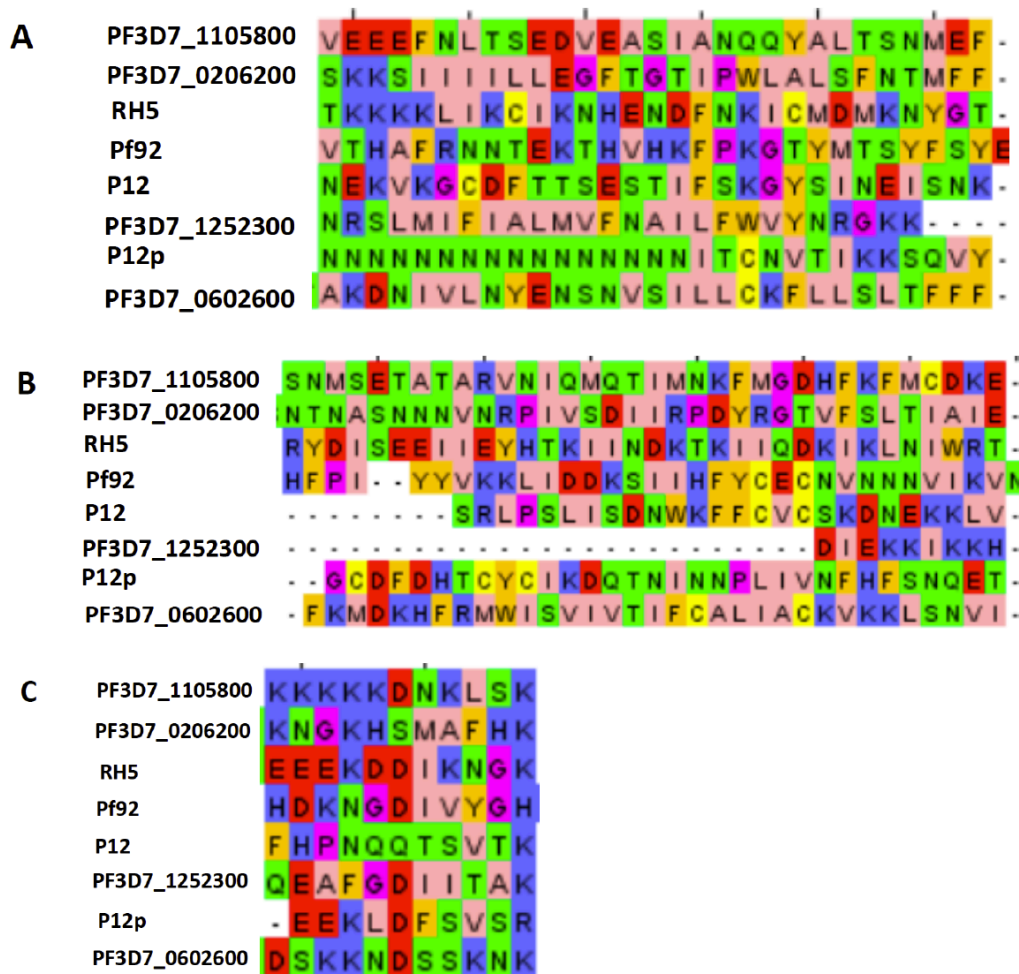 A
PF3D7_1105800 VEEEFNLTSEDVEASIANQQYALTSNMEF-
PF3D7_0206200 SKKSIIIILLEGFTGTIPWLALSFNTMFF-
RH5 TKKKKLIKCIKNHENDFNKICMDMKNYGT-
Pf92 VTHAFRNNTEKTHVHKFPKGTYMTSYFSYE
P12 NEKVKGCDFTTSESTIFSKGYSINEISNK-
PF3D7_1252300 NRSLMIFIALMVFNAILFWVYNRGKK----
P12p NNNNNNNNNNNNNNNNITCNVTIKKSQVY-
PF3D7_0602600 AKDNIVLNYENSNVSILLCKFLLSLTFFF-
B
PF3D7_1105800 SNMSETATARVNIQMQTIMNKFMGDHFKFMCDKE-
PF3D7_0206200 NTNASNNNVNRPIVSDIIRPDYRGTVFSLTIAIE-
RH5 RYDISEEIIEYHTKIINDKTKIIQDKIKLNIWRT-
Pf92 HFPI--YYVKKLIDDKSIIHFYCECNVNNNVIKVN
P12 --------SRLPSLISDNWKFFCVCSKDNEKKLV-
PF3D7_1252300 -------------------------DIEKKIKKH-
P12p --GCDFDHTCYCIKDQTNINNPLIVNFHFSNQET-
PF3D7_0602600 -FKMDKHFRMWISVIVTIFCALIACKVKKLSNVI-
C
PF3D7_1105800 KKKKKDNKLSK
PF3D7_0206200 KNGKHSMAFHK
RH5 EEEKDDIKNGK
Pf92 HDKNGDIVYGH
P12 FHPNQQTSVTK
PF3D7_1252300 QEAFGDIITAK
P12p -EEKLDFSVSR
PF3D7_0602600 DSKKNDSSKNK